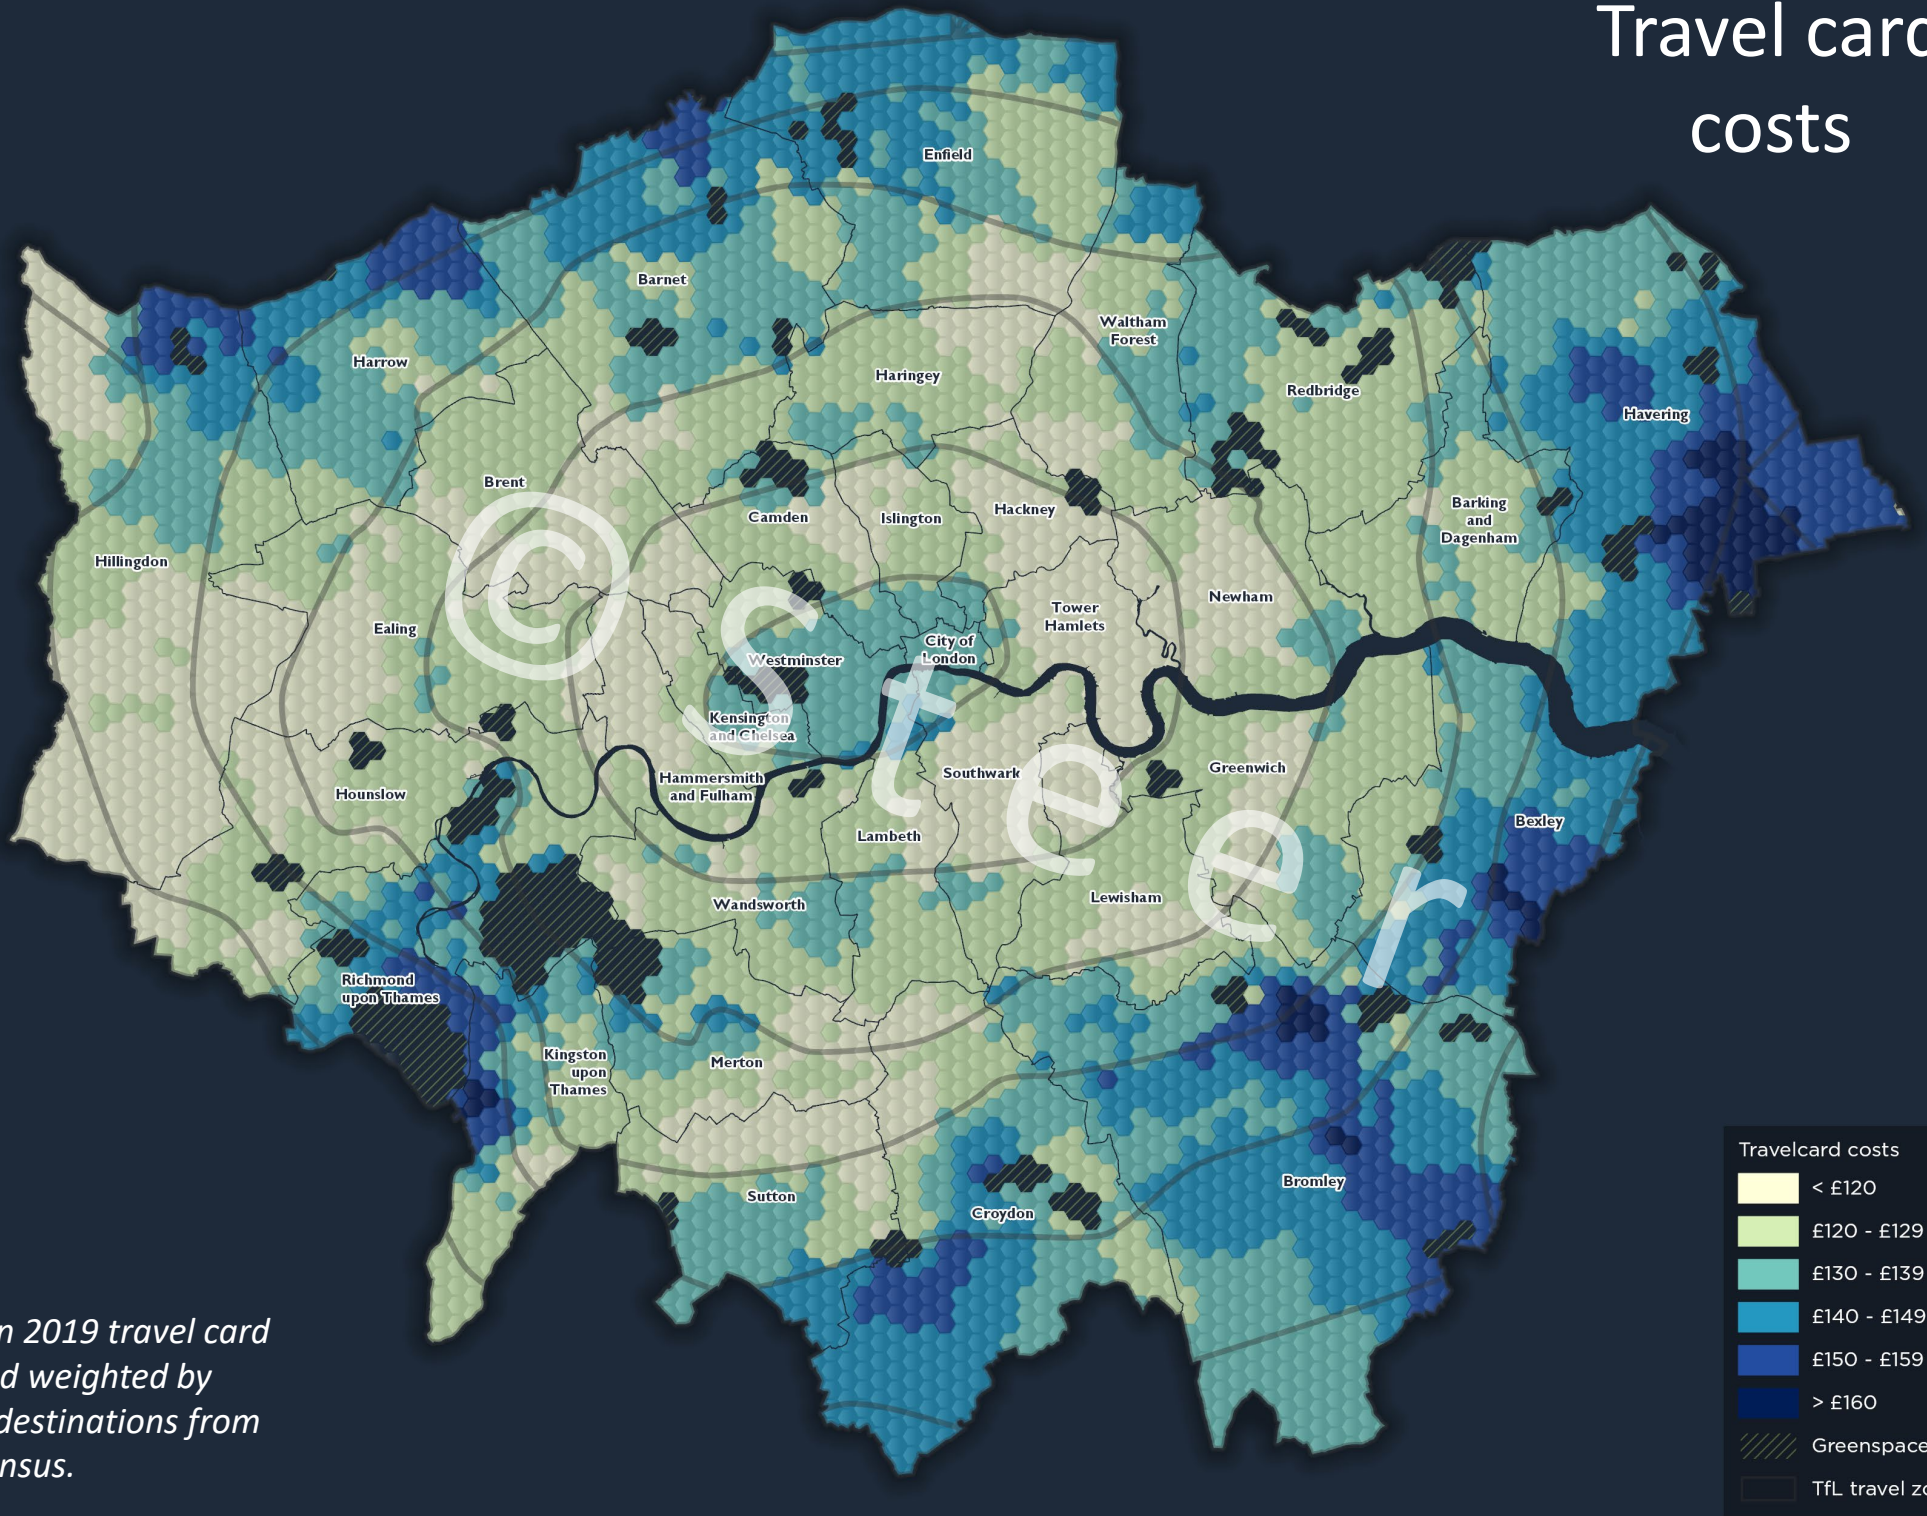 Travel card
costs
Enfield
Barnet
Harrow
Waltham
Forest
Haringey
Redbridge
Havering
Brent
Camden
Islington
Hackney
Barking
and
Dagenham
Hillingdon
Ealing
Newham
Tower
Hamlets
City of
London
Westminster
Kensington
and Chelsea
Hounslow
Hammersmith
and Fulham
Southwark
Greenwich
Lambeth
Bexley
Wandsworth
Lewisham
Richmond
upon Thames
Kingston
upon
Thames
Merton
Sutton
Croydon
Bromley
© Steer
n 2019 travel card
d weighted by
destinations from
nsus.
Travelcard costs
< £120
£120 - £129
£130 - £139
£140 - £149
£150 - £159
> £160
Greenspace
TfL travel zo